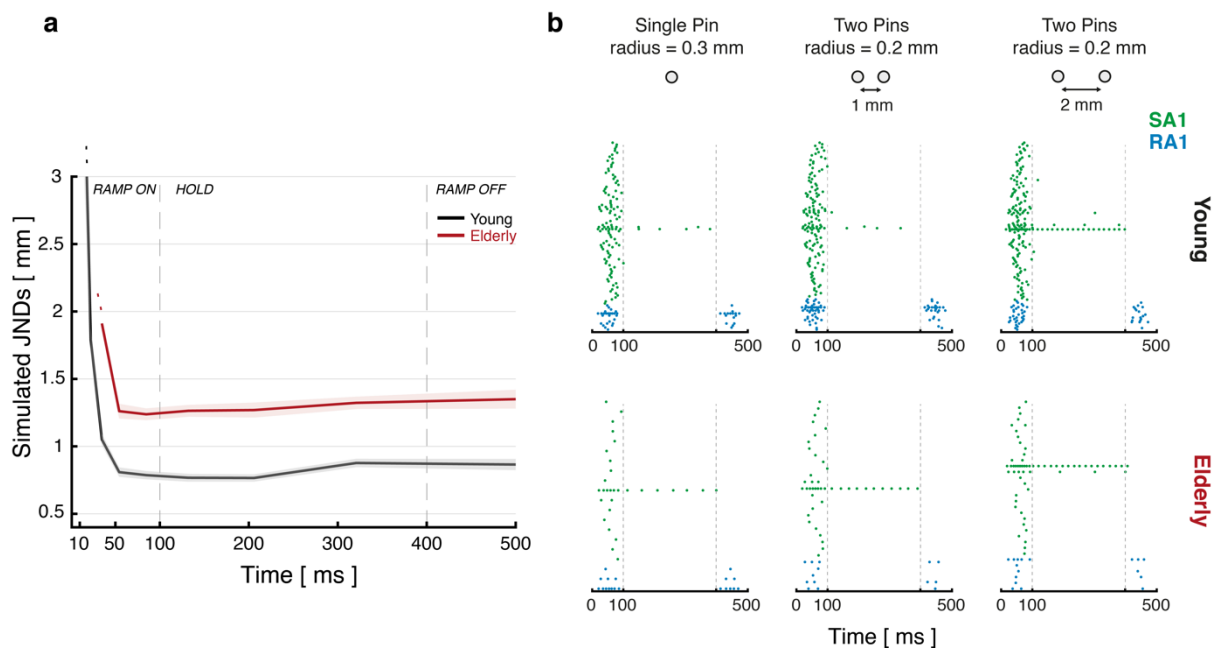 a
Simulated JNDs [ mm ]
3
2.5
2
1.5
1
0.5
RAMP ON
HOLD
RAMP OFF
Young
Elderly
10 50 100 200 300 400 500
Time [ ms ]
b
Single Pin
radius = 0.3 mm
Two Pins
radius = 0.2 mm
1 mm
Two Pins
radius = 0.2 mm
2 mm
SA1
RA1
Young
0 100 500
0 100 500
0 100 500
Elderly
0 100 500
0 100 500
0 100 500
Time [ ms ]